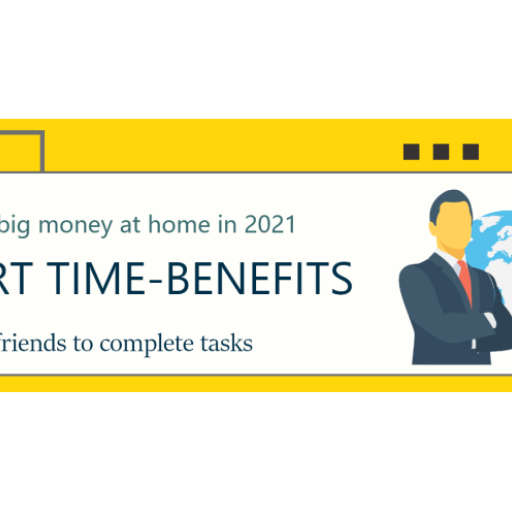 big money at home in 2021
RT TIME-BENEFITS
friends to complete tasks